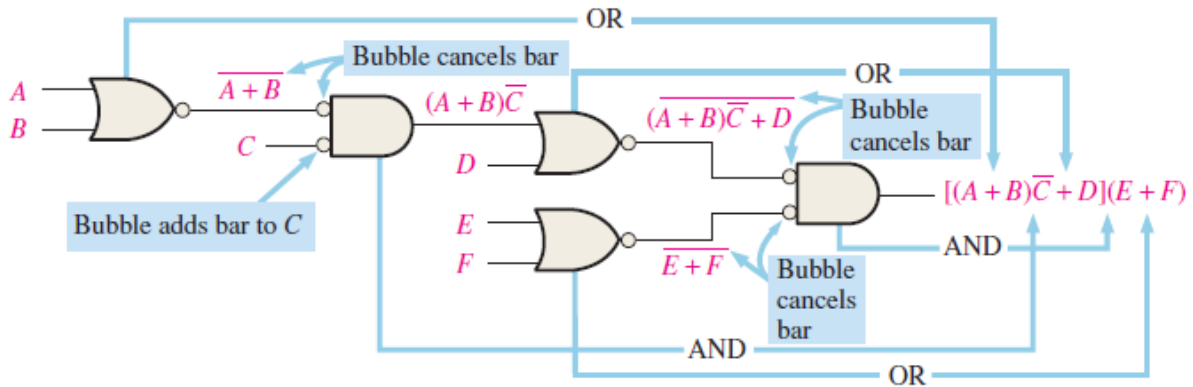 OR
Bubble cancels bar
A
B
A̅ ̅+̅ ̅B̅
(A + B)C̅
C
OR
(̅A̅ ̅+̅ ̅B̅)̅C̅ ̅+̅ ̅D̅
Bubble
cancels bar
D
[(A + B)C̅ + D](E + F)
Bubble adds bar to C
E
F
E̅ ̅+̅ ̅F̅
AND
Bubble
cancels
bar
AND
OR